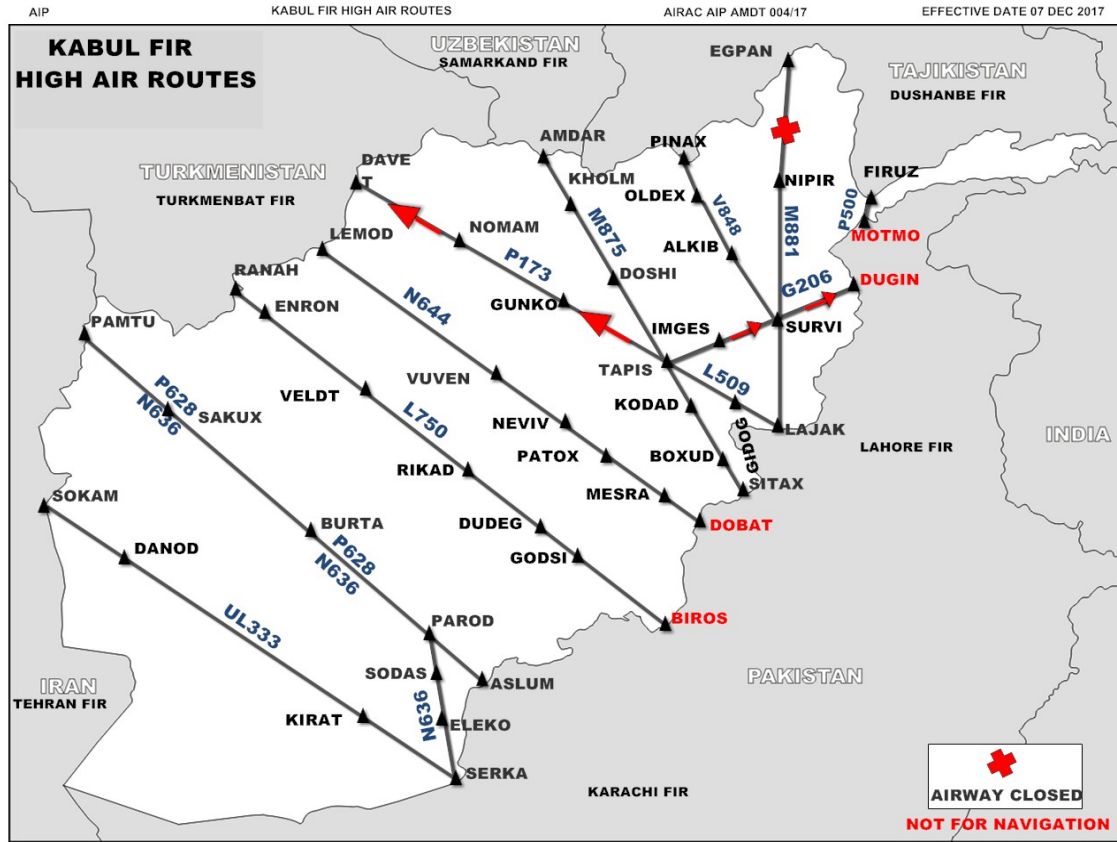 AIP
KABUL FIR HIGH AIR ROUTES
AIRAC AIP AMDT 004/17
EFFECTIVE DATE 07 DEC 2017
KABUL FIR
HIGH AIR ROUTES
UZBEKISTAN
SAMARKAND FIR
EGPAN
TAJIKISTAN
DUSHANBE FIR
AMDAR
PINAX
DAVE
T
TURKMENISTAN
TURKMENBAT FIR
KHOLM
OLDEX
V848
NIPIR
FIRUZ
P500
MOTMO
M875
M881
LEMOD
NOMAM
ALKIB
P173
DOSHI
DUGIN
G206
RANAH
ENRON
N644
GUNKO
IMGES
SURVI
PAMTU
TAPIS
L509
VUVEN
VELDT
P628
N636
SAKUX
L750
NEVIV
KODAD
LAJAK
GIDOG
LAHORE FIR
INDIA
PATOX
BOXUD
RIKAD
SITAX
SOKAM
MESRA
DOBAT
BURTA
DUDEG
DANOD
P628
N636
GODSI
UL333
PAROD
BIROS
SODAS
ASLUM
PAKISTAN
IRAN
TEHRAN FIR
N636
KIRAT
ELEKO
SERKA
KARACHI FIR
AIRWAY CLOSED
NOT FOR NAVIGATION